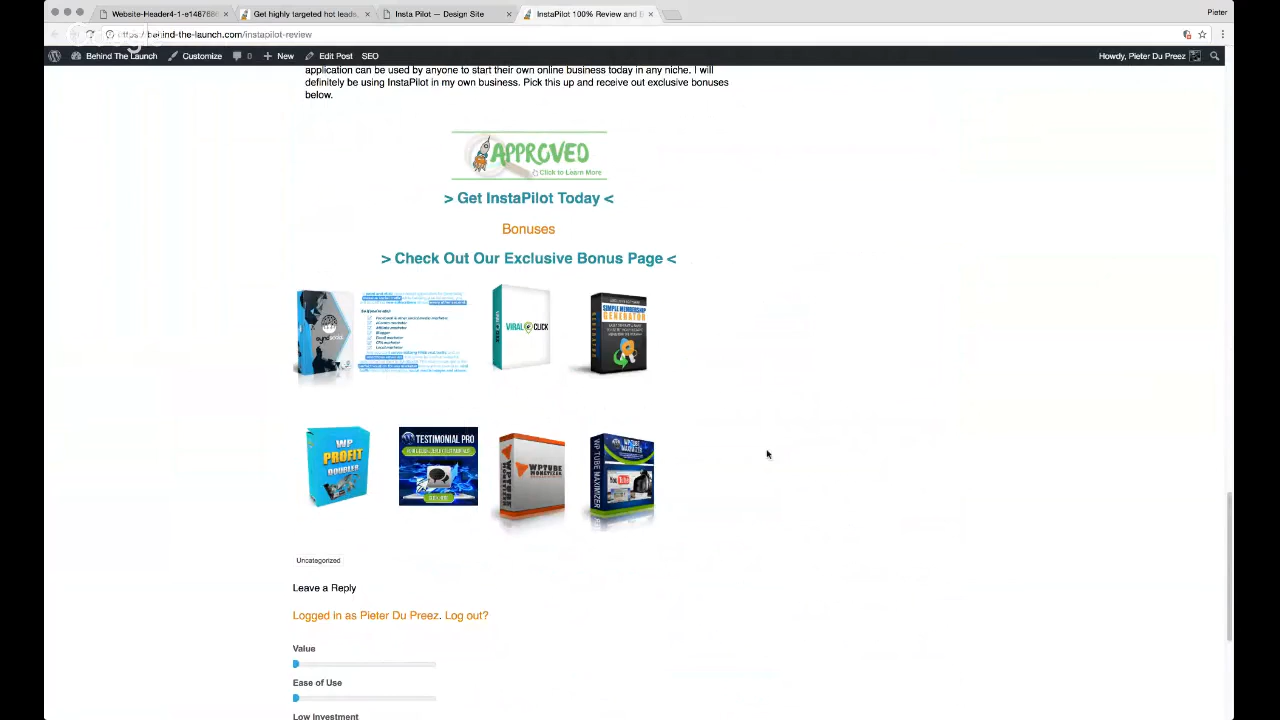 Website-Header4-1-e1487686
Get highly targeted hot leads,
Insta Pilot — Design Site
InstaPilot 100% Review and B
Pieter
behind-the-launch.com/instapilot-review
Behind The Launch
Customize
0
New
Edit Post
SEO
Howdy, Pieter Du Preez
application can be used by anyone to start their own online business today in any niche. I will
definitely be using InstaPilot in my own business. Pick this up and receive out exclusive bonuses
below.
APPROVED
Click to Learn More
> Get InstaPilot Today <
Bonuses
> Check Out Our Exclusive Bonus Page <
VIRAL CLICK
SIMPLE MEMBERSHIP
GENERATOR
WP
PROFIT
DOUBLER
TESTIMONIAL PRO
WPTUBE
MONETIZER
WP TUBE MAXIMIZER
YouTube
Uncategorized
Leave a Reply
Logged in as Pieter Du Preez. Log out?
Value
Ease of Use
Low Investment